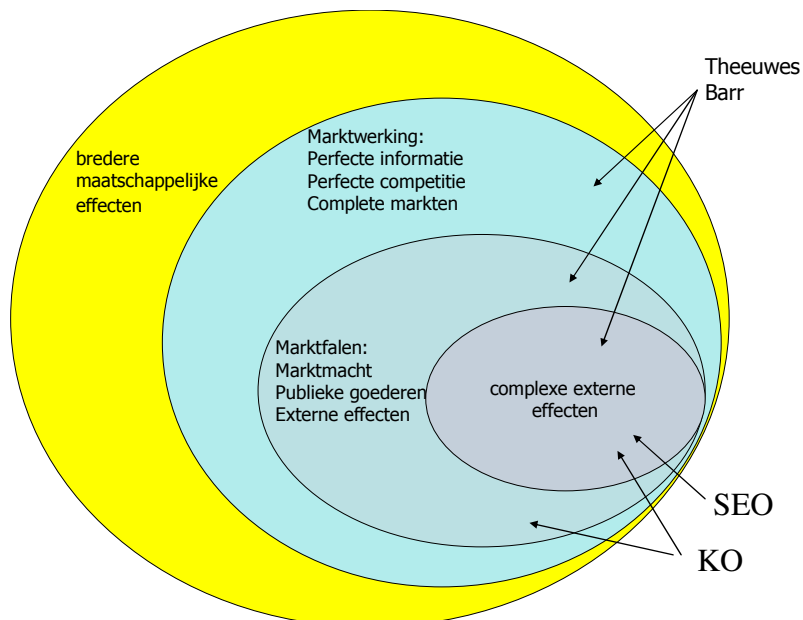 Theeuwes
Barr
Marktwerking:
Perfecte informatie
Perfecte competitie
Complete markten
bredere
maatschappelijke
effecten
Marktfalen:
Marktmacht
Publieke goederen
Externe effecten
complexe externe
effecten
SEO
KO